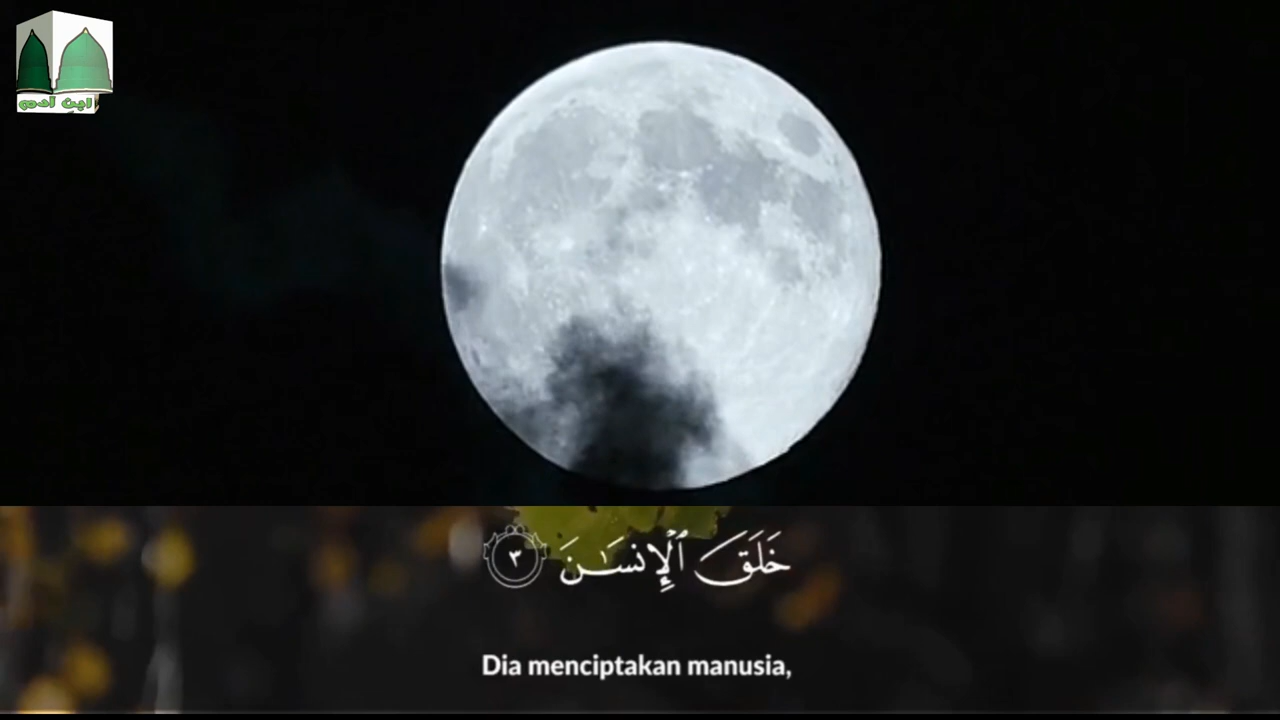 خَلَقَ ٱلْإِنسَـٰنَ ٣
Dia menciptakan manusia,